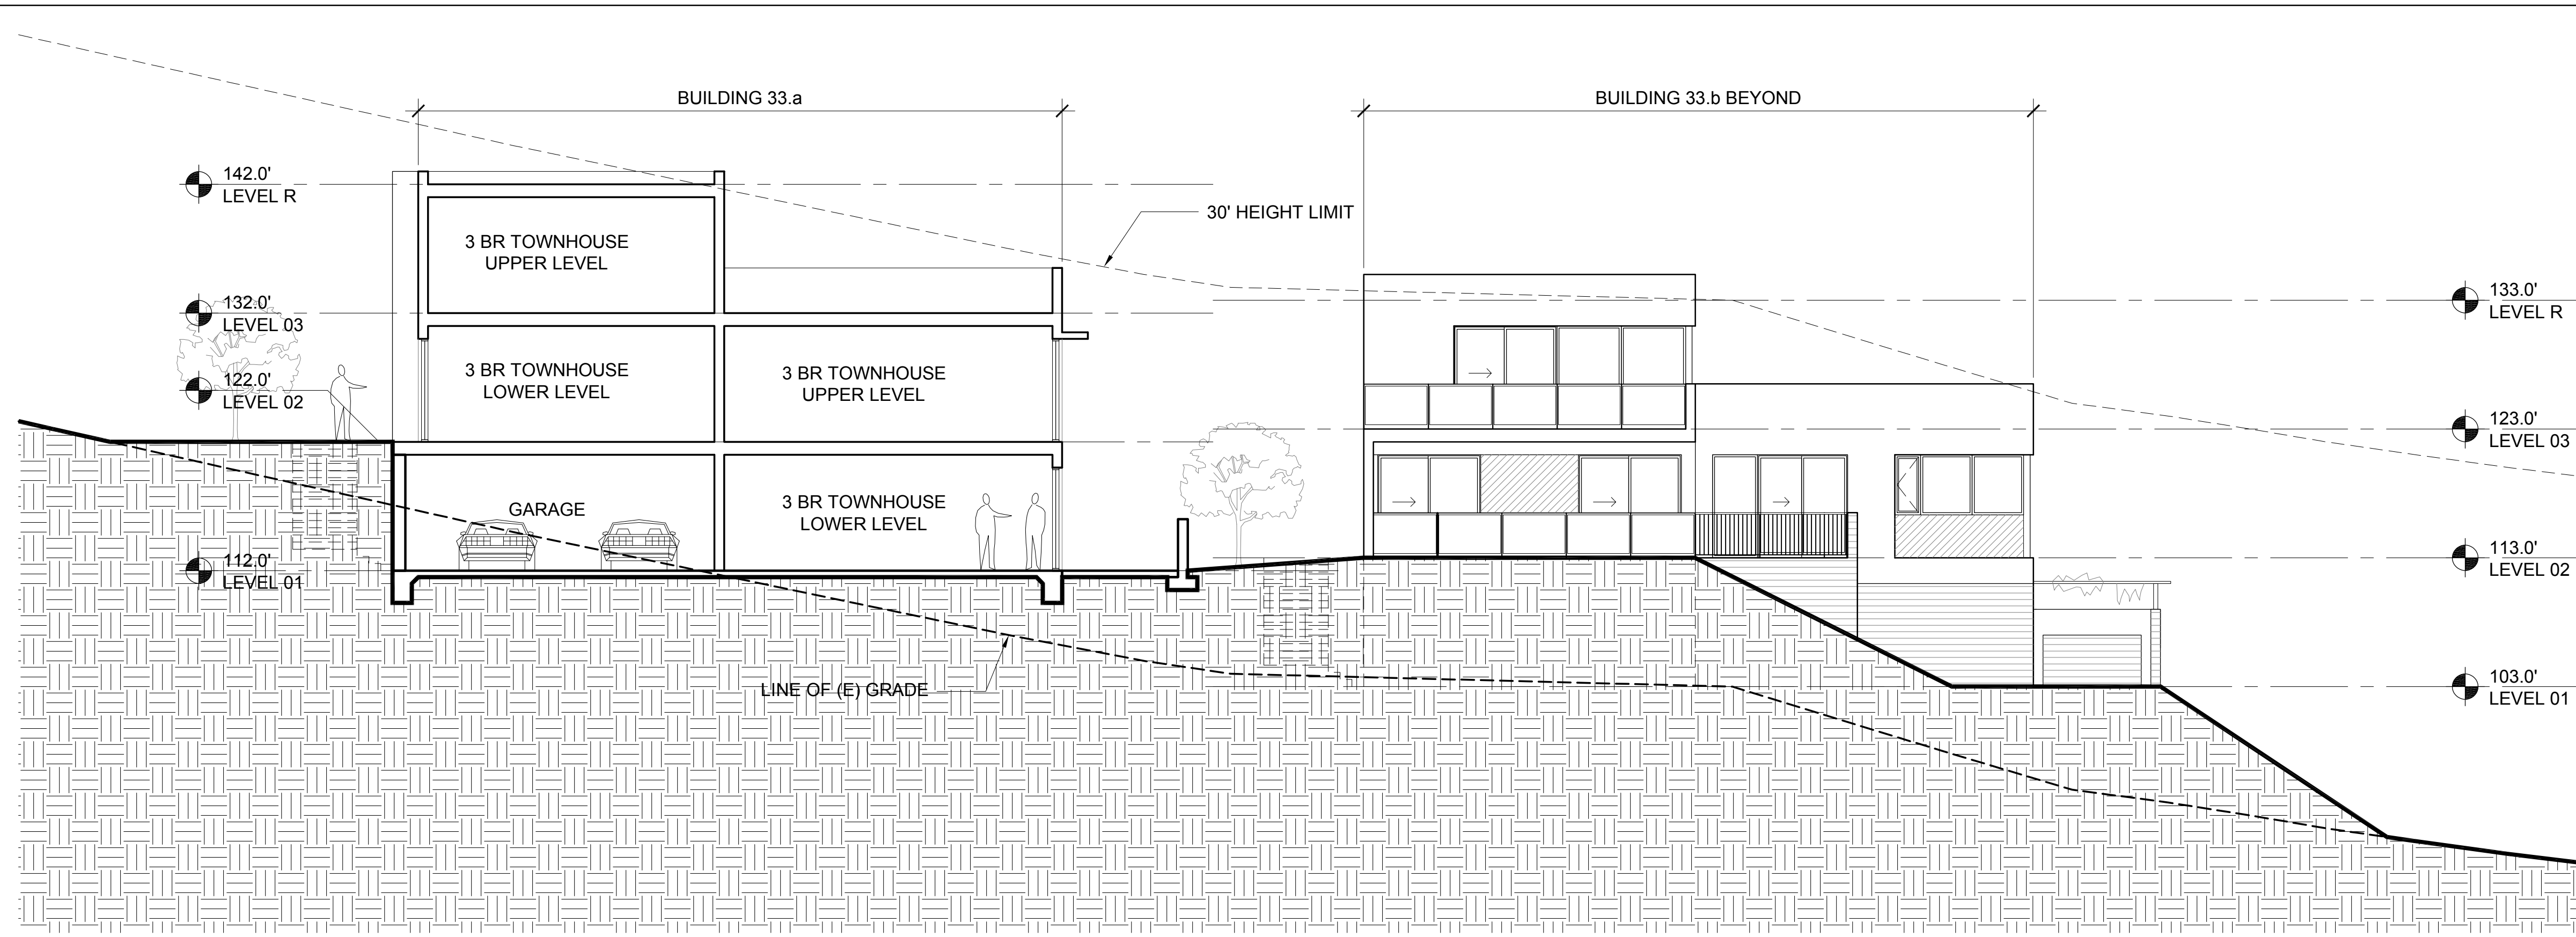 BUILDING 33.a
BUILDING 33.b BEYOND
142.0'
LEVEL R
30' HEIGHT LIMIT
3 BR TOWNHOUSE
UPPER LEVEL
132.0'
LEVEL 03
133.0'
LEVEL R
3 BR TOWNHOUSE
LOWER LEVEL
3 BR TOWNHOUSE
UPPER LEVEL
122.0'
LEVEL 02
123.0'
LEVEL 03
GARAGE
3 BR TOWNHOUSE
LOWER LEVEL
112.0'
LEVEL 01
113.0'
LEVEL 02
LINE OF (E) GRADE
103.0'
LEVEL 01